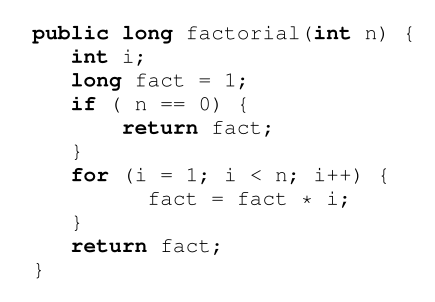 public long factorial(int n) {
int i;
long fact = 1;
if ( n == 0) {
return fact;
}
for (i = 1; i < n; i++) {
fact = fact * i;
}
return fact;
}